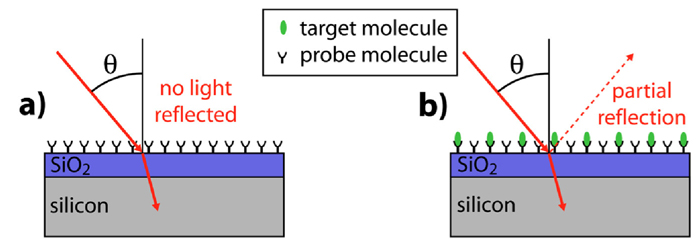 target molecule
probe molecule
a)
θ
no light
reflected
SiO₂
silicon
b)
θ
partial
reflection
SiO₂
silicon